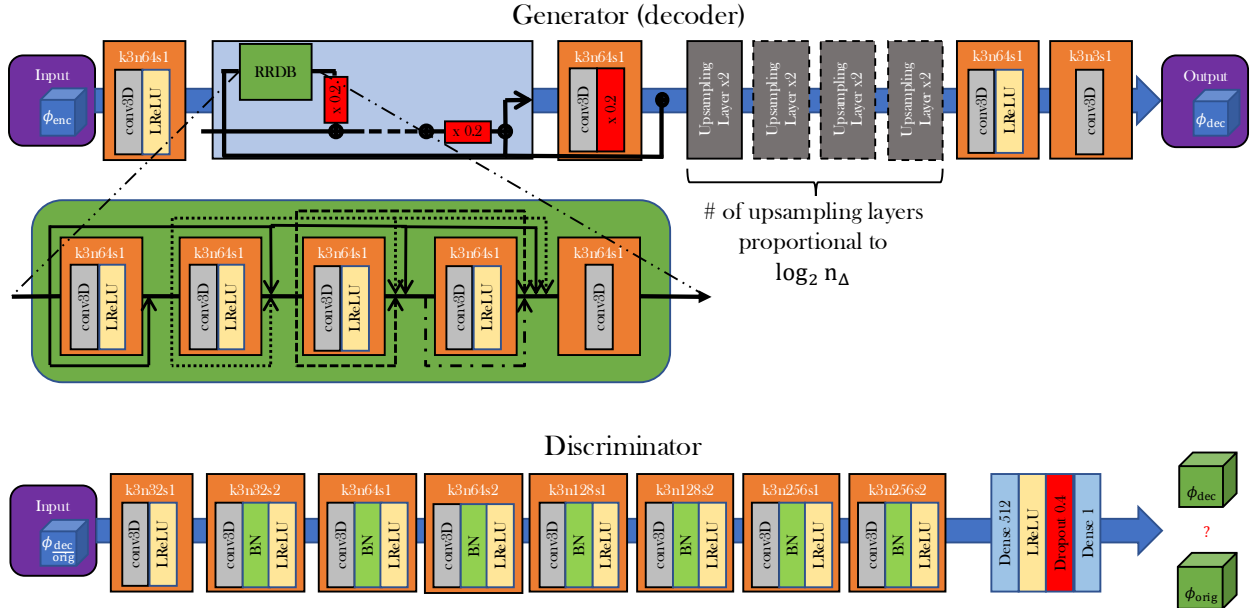 Generator (decoder)
Input
ϕenc
k3n64s1
conv3D
LReLU
RRDB
x 0.2
x 0.2
k3n64s1
conv3D
x 0.2
Upsampling
Layer x2
Upsampling
Layer x2
Upsampling
Layer x2
Upsampling
Layer x2
k3n64s1
conv3D
LReLU
k3n3s1
conv3D
Output
ϕdec
# of upsampling layers
proportional to
log₂ n_Δ
k3n64s1
conv3D
LReLU
k3n64s1
conv3D
LReLU
k3n64s1
conv3D
LReLU
k3n64s1
conv3D
LReLU
k3n64s1
conv3D
Discriminator
Input
ϕdec
orig
k3n32s1
conv3D
LReLU
k3n32s2
conv3D
BN
LReLU
k3n64s1
conv3D
BN
LReLU
k3n64s2
conv3D
BN
LReLU
k3n128s1
conv3D
BN
LReLU
k3n128s2
conv3D
BN
LReLU
k3n256s1
conv3D
BN
LReLU
k3n256s2
conv3D
BN
LReLU
Dense 512
LReLU
Dropout 0.4
Dense 1
ϕdec
?
ϕorig